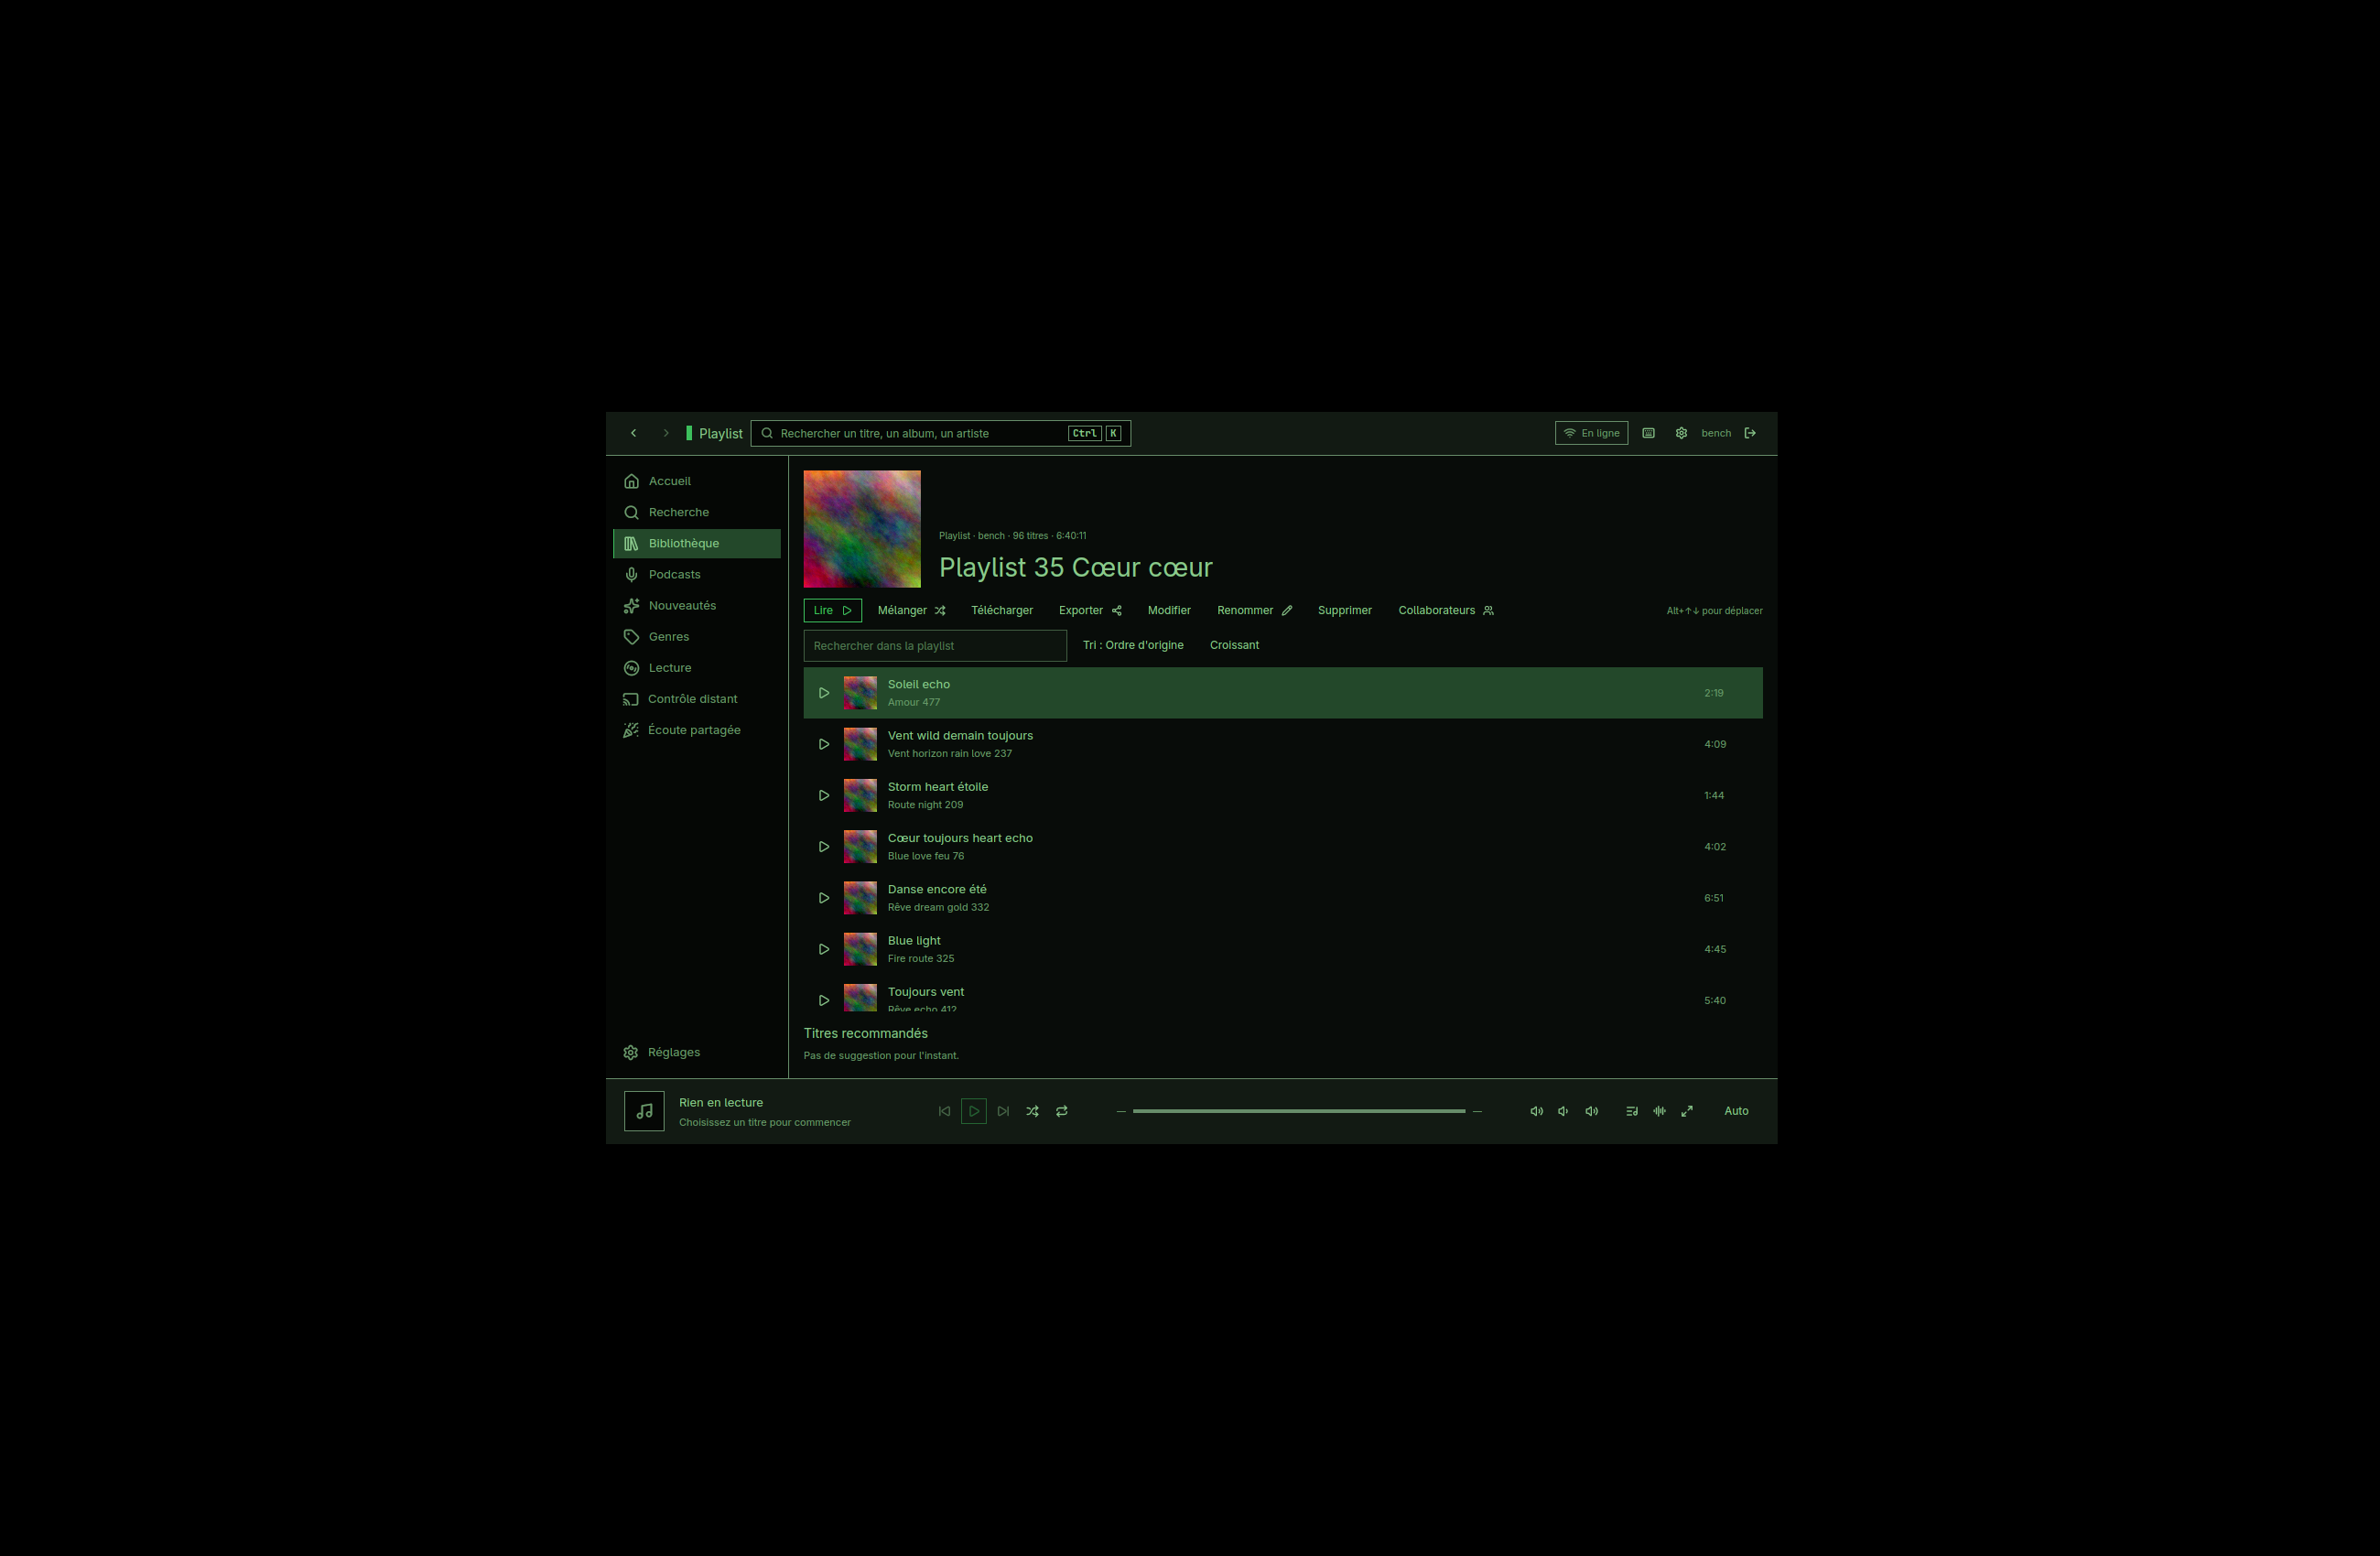 Playlist
Rechercher un titre, un album, un artiste
Ctrl K
En ligne
bench
Accueil
Recherche
Bibliothèque
Podcasts
Nouveautés
Genres
Lecture
Contrôle distant
Écoute partagée
Réglages
Playlist · bench · 96 titres · 6:40:11
Playlist 35 Cœur cœur
Lire
Mélanger
Télécharger
Exporter
Modifier
Renommer
Supprimer
Collaborateurs
Alt+↑↓ pour déplacer
Rechercher dans la playlist
Tri : Ordre d'origine
Croissant
Soleil echo
Amour 477
2:19
Vent wild demain toujours
Vent horizon rain love 237
4:09
Storm heart étoile
Route night 209
1:44
Cœur toujours heart echo
Blue love feu 76
4:02
Danse encore été
Rêve dream gold 332
6:51
Blue light
Fire route 325
4:45
Toujours vent
Rêve echo 412
5:40
Titres recommandés
Pas de suggestion pour l'instant.
Rien en lecture
Choisissez un titre pour commencer
—
—
Auto